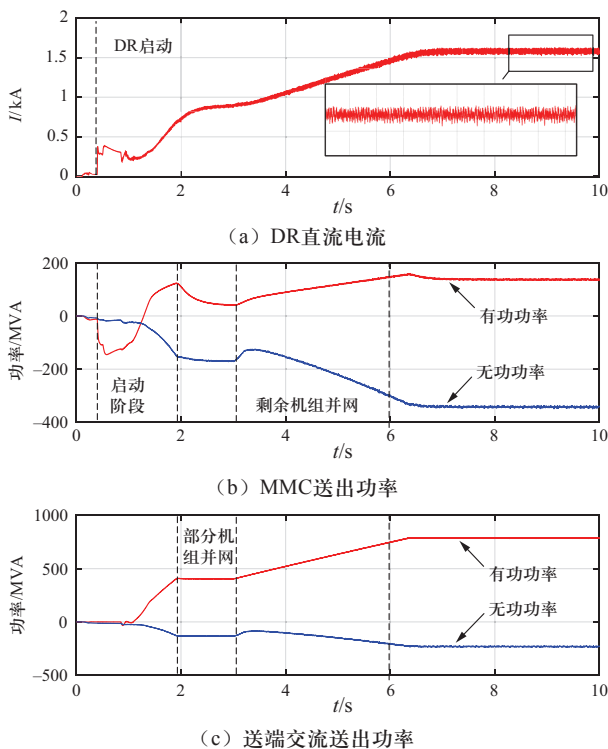 2
1.5
1
0.5
0
I/kA
DR启动
0 2 4 6 8 10
t/s
（a）DR直流电流
200
0
−200
−400
功率/MVA
启动
阶段
剩余机组并网
有功功率
无功功率
0 2 4 6 8 10
t/s
（b）MMC送出功率
1000
500
0
−500
功率/MVA
部分机
组并网
有功功率
无功功率
0 2 4 6 8 10
t/s
（c）送端交流送出功率